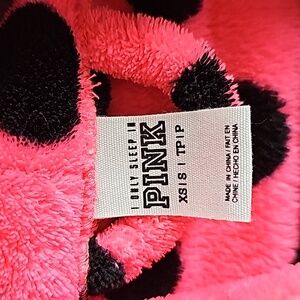 I ONLY SLEEP IN
PINK
XS|S | TP|P
MADE IN CHINA / FAIT EN
CHINE / HECHO EN CHINA